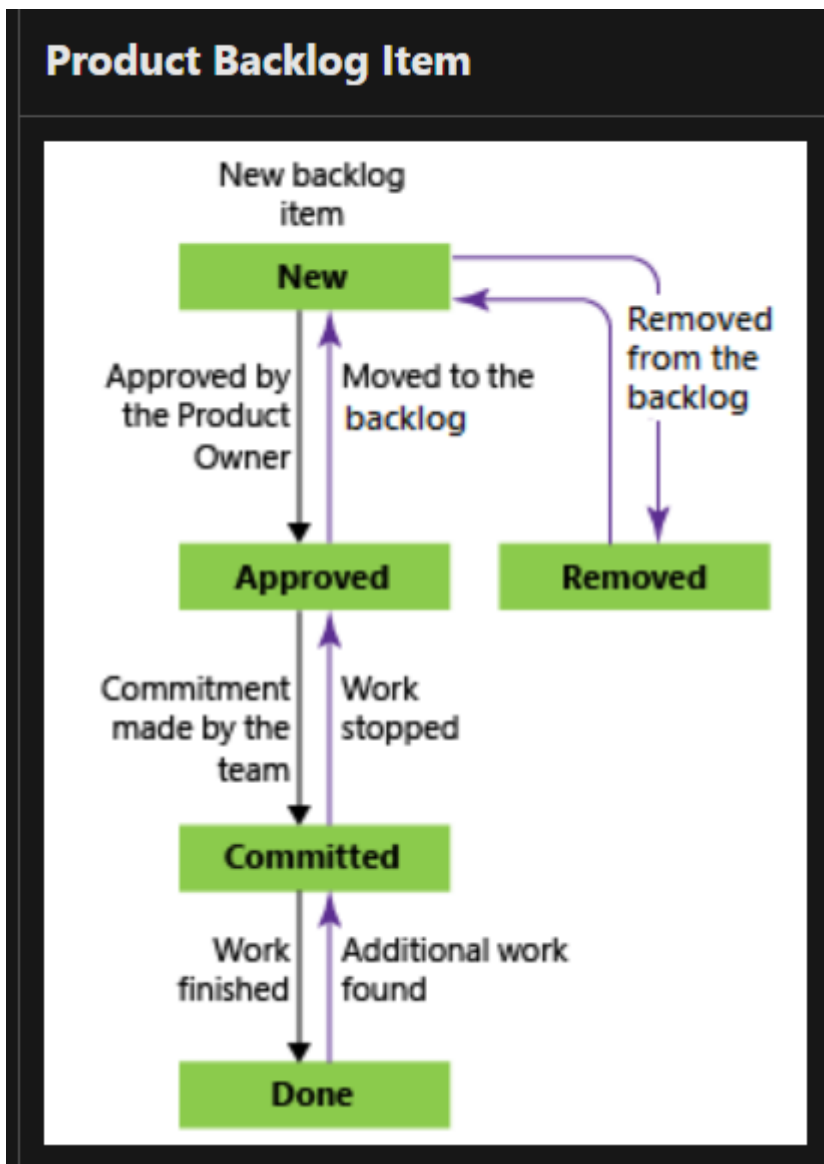 Product Backlog Item
New backlog
item
New
Removed
from the
backlog
Approved by
the Product
Owner
Moved to the
backlog
Approved
Removed
Commitment
made by the
team
Work
stopped
Committed
Work
finished
Additional work
found
Done